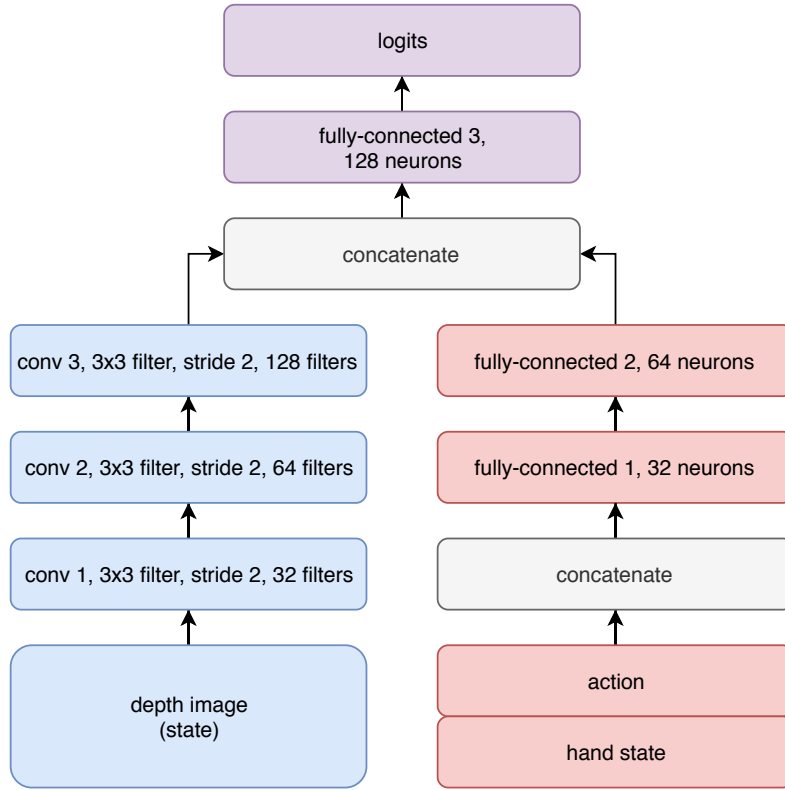 logits
fully-connected 3,
128 neurons
concatenate
conv 3, 3x3 filter, stride 2, 128 filters
fully-connected 2, 64 neurons
conv 2, 3x3 filter, stride 2, 64 filters
fully-connected 1, 32 neurons
conv 1, 3x3 filter, stride 2, 32 filters
concatenate
depth image
(state)
action
hand state